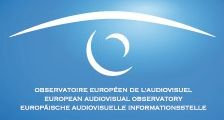 OBSERVATOIRE EUROPÉEN DE L'AUDIOVISUEL
EUROPEAN AUDIOVISUAL OBSERVATORY
EUROPÄISCHE AUDIOVISUELLE INFORMATIONSSTELLE